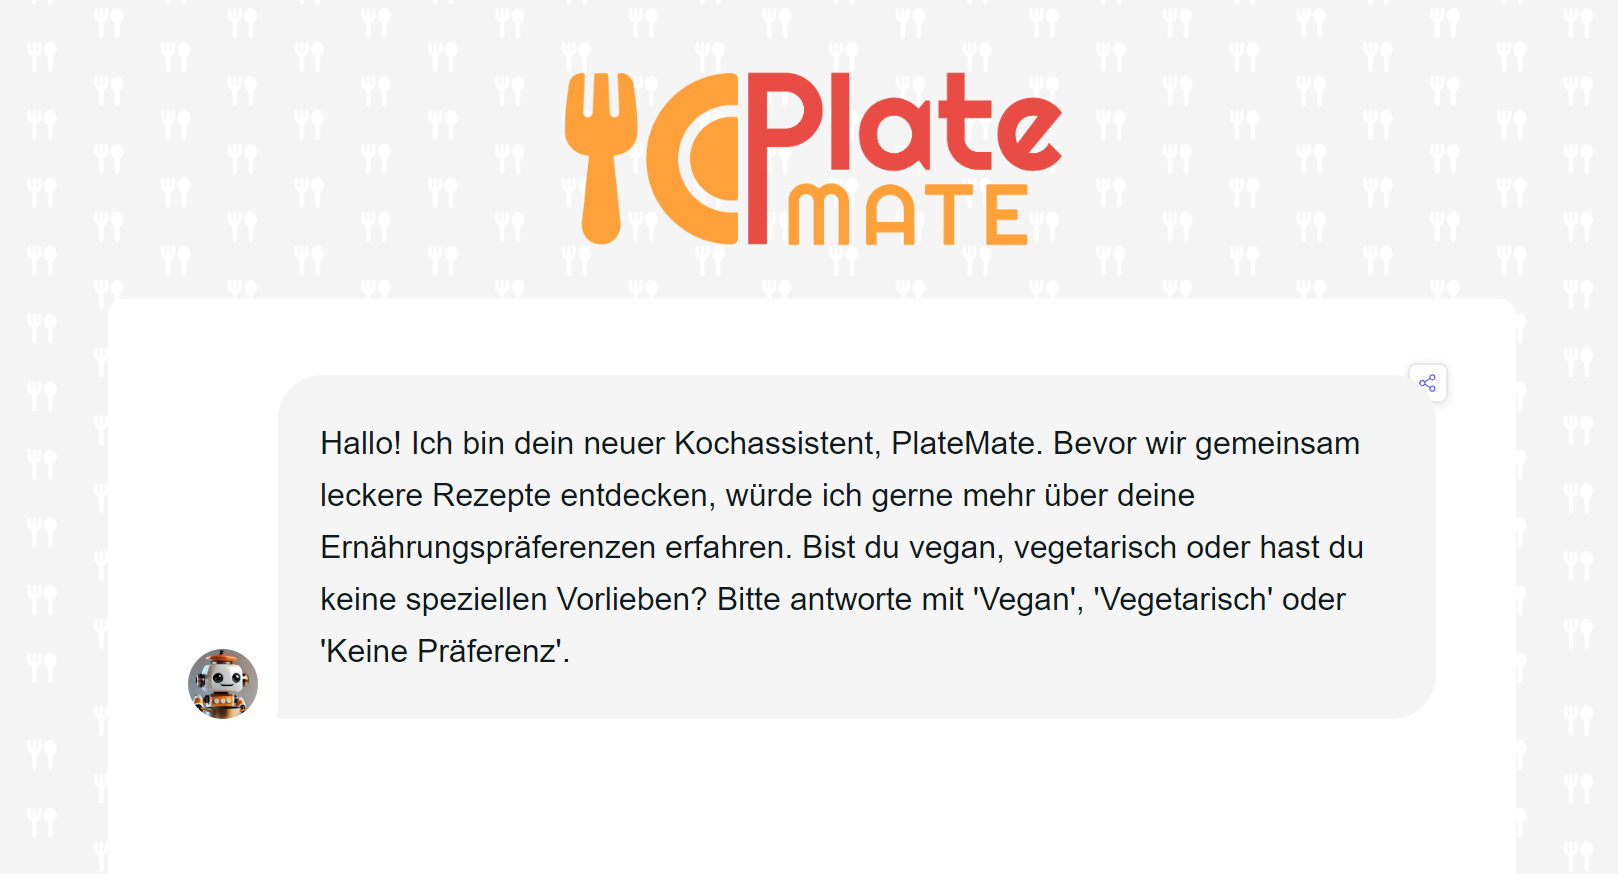 Plate
MATE
Hallo! Ich bin dein neuer Kochassistent, PlateMate. Bevor wir gemeinsam
leckere Rezepte entdecken, würde ich gerne mehr über deine
Ernährungspräferenzen erfahren. Bist du vegan, vegetarisch oder hast du
keine speziellen Vorlieben? Bitte antworte mit 'Vegan', 'Vegetarisch' oder
'Keine Präferenz'.